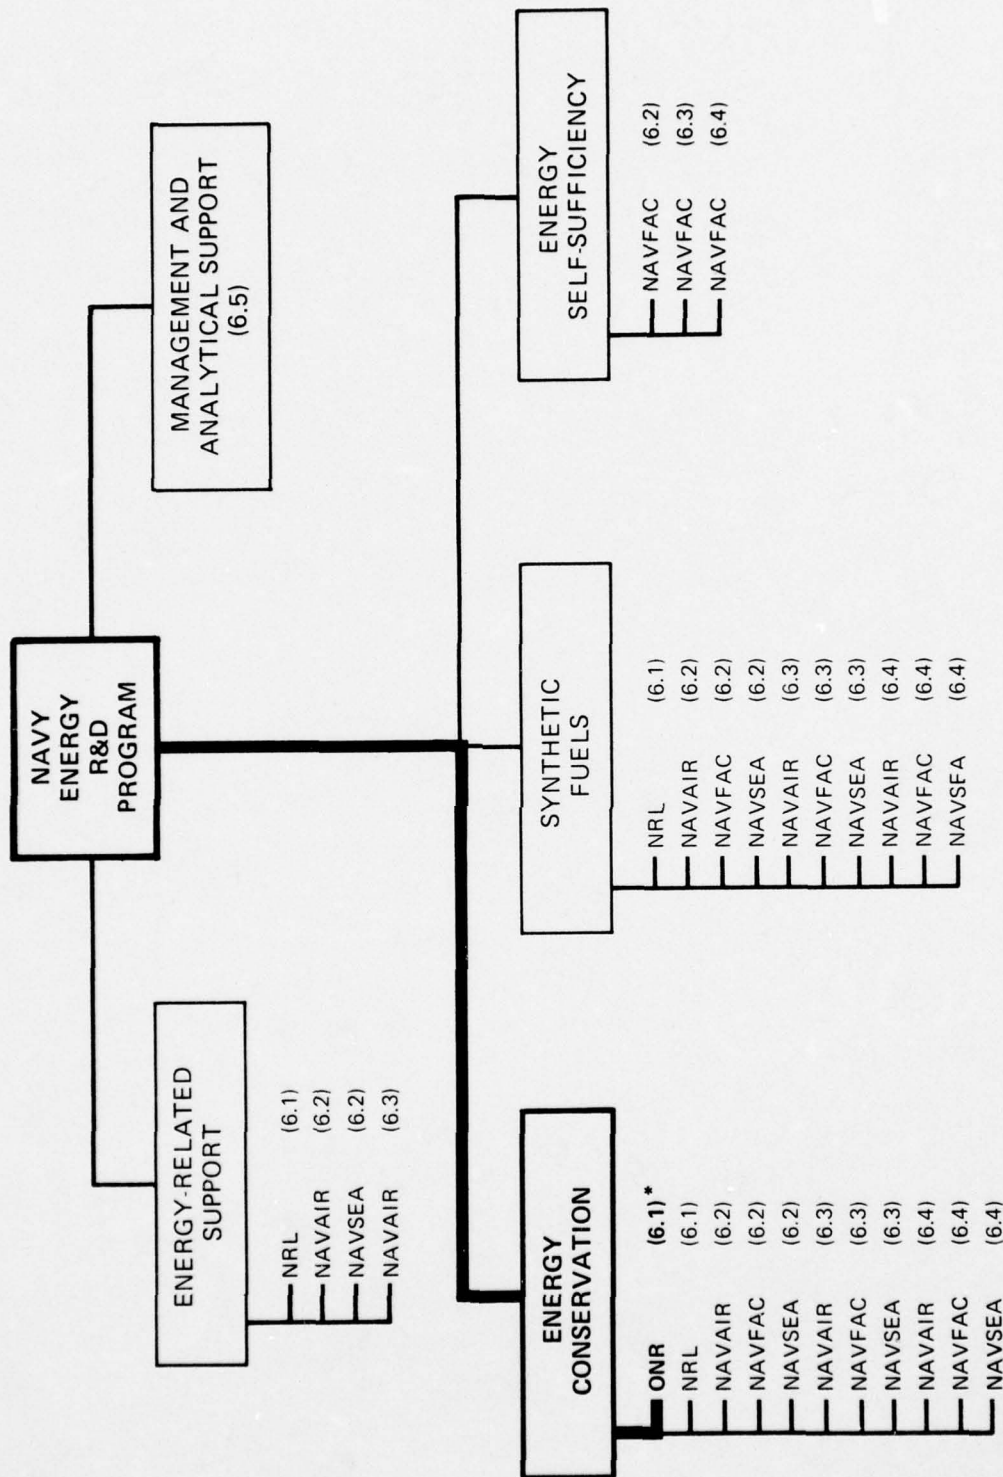 NAVY
ENERGY
R&D
PROGRAM
ENERGY-RELATED
SUPPORT
NRL (6.1)
NAVAIR (6.2)
NAVSEA (6.2)
NAVAIR (6.3)
MANAGEMENT AND
ANALYTICAL SUPPORT
(6.5)
ENERGY
CONSERVATION
ONR (6.1)*
NRL (6.1)
NAVAIR (6.2)
NAVFAC (6.2)
NAVSEA (6.2)
NAVAIR (6.3)
NAVFAC (6.3)
NAVSEA (6.3)
NAVAIR (6.4)
NAVFAC (6.4)
NAVSEA (6.4)
SYNTHETIC
FUELS
NRL (6.1)
NAVAIR (6.2)
NAVFAC (6.2)
NAVSEA (6.2)
NAVAIR (6.3)
NAVFAC (6.3)
NAVSEA (6.3)
NAVAIR (6.4)
NAVFAC (6.4)
NAVSFA (6.4)
ENERGY
SELF-SUFFICIENCY
NAVFAC (6.2)
NAVFAC (6.3)
NAVFAC (6.4)